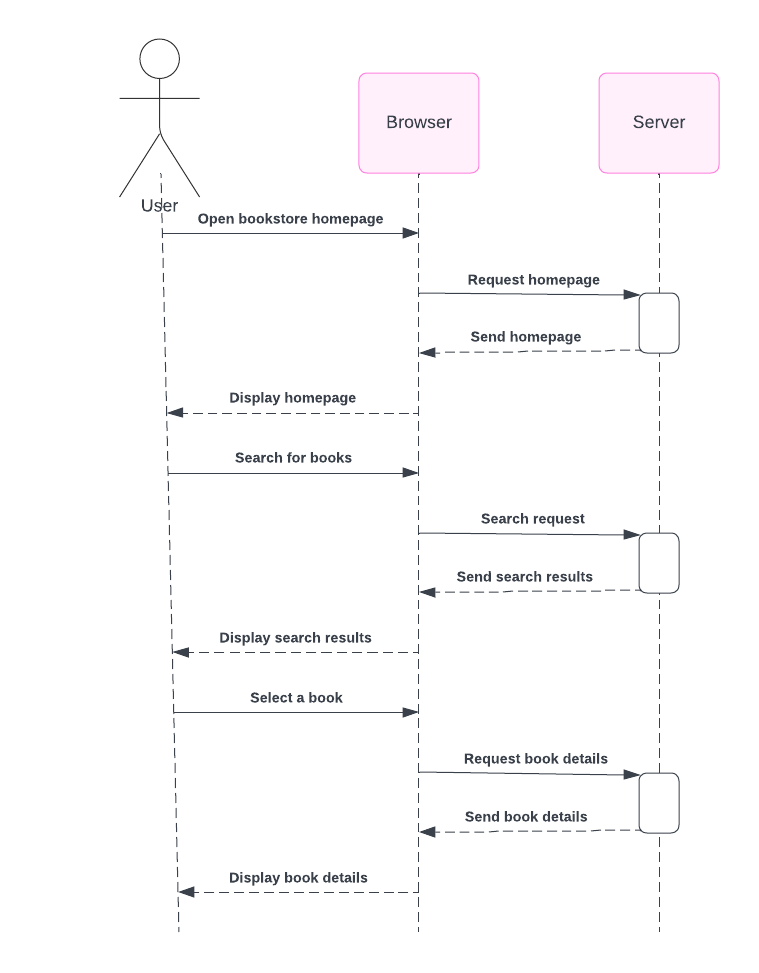 Browser
Server
User
Open bookstore homepage
Request homepage
Send homepage
Display homepage
Search for books
Search request
Send search results
Display search results
Select a book
Request book details
Send book details
Display book details